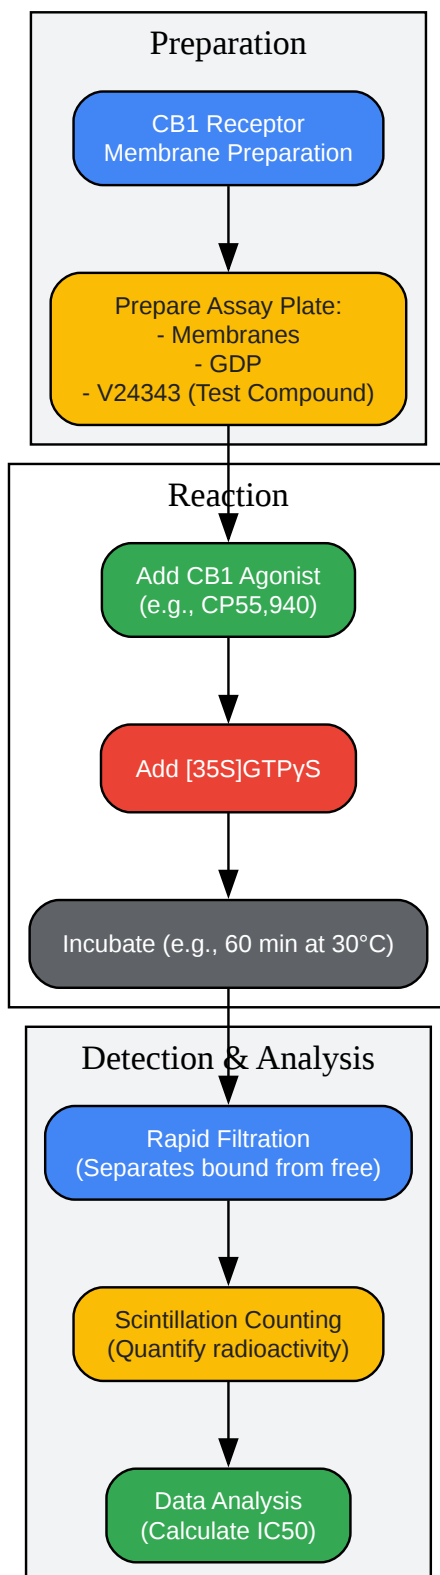 Preparation
CB1 Receptor
Membrane Preparation
Prepare Assay Plate:
- Membranes
- GDP
- V24343 (Test Compound)
Reaction
Add CB1 Agonist
(e.g., CP55,940)
Add [35S]GTPγS
Incubate (e.g., 60 min at 30°C)
Detection & Analysis
Rapid Filtration
(Separates bound from free)
Scintillation Counting
(Quantify radioactivity)
Data Analysis
(Calculate IC50)